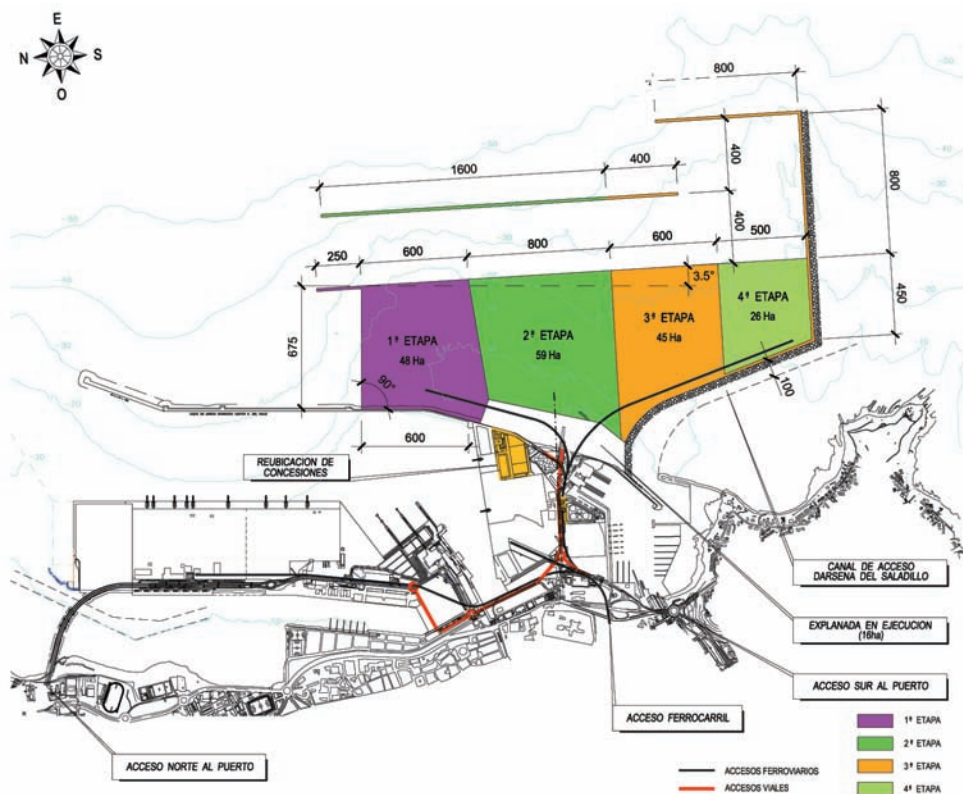 E
N
S
O
800
400
800
1600
400
400
250
600
800
600
500
3.5°
450
675
1ª ETAPA
48 Ha
2ª ETAPA
59 Ha
3ª ETAPA
45 Ha
4ª ETAPA
26 Ha
90°
100
600
REUBICACION DE
CONCESIONES
CANAL DE ACCESO
DARSENA DEL SALADILLO
EXPLANADA EN EJECUCION
(16ha)
ACCESO SUR AL PUERTO
ACCESO FERROCARRIL
ACCESO NORTE AL PUERTO
ACCESOS FERROVIARIOS
ACCESOS VIALES
1ª ETAPA
2ª ETAPA
3ª ETAPA
4ª ETAPA